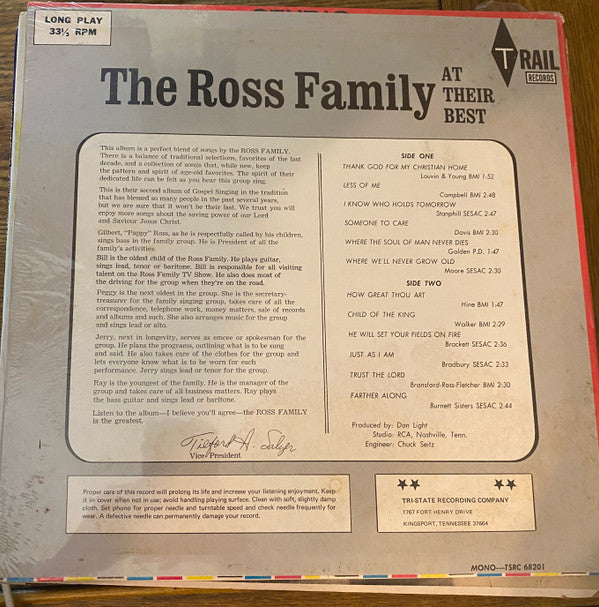 LONG PLAY
33⅓ RPM
TRAIL
RECORDS
The Ross Family
AT
THEIR
BEST
This album is a perfect blend of songs by the ROSS FAMILY.
There is a balance of traditional selections, favorites of the last
decade, and a collection of songs that, while new, keep
the pattern and spirit of age-old favorites. The spirit of their
dedicated life can be felt as you hear this group sing.
This is their second album of Gospel Singing in the tradition
that has blessed so many people in the past several years,
but we are sure that it won't be their last. We trust you will
enjoy more songs about the saving power of our Lord
and Saviour Jesus Christ.
Gilbert, "Pappy" Ross, as he is respectfully called by his children,
sings bass in the family group. He is President of all the
family's activities.
Bill is the oldest child of the Ross Family. He plays guitar,
sings lead, tenor or baritone. Bill is responsible for all visiting
talent on the Ross Family TV Show. He also does most of
the driving for the group when they're on the road.
Peggy is the next oldest in the group. She is the secretary-
treasurer for the family singing group, takes care of all the
correspondence, telephone work, money matters, sale of records
and albums and such. She also arranges music for the group
and sings lead or alto.
Jerry, next in longevity, serves as emcee or spokesman for the
group. He plans the programs, outlining what is to be sung
and said. He also takes care of the clothes for the group and
lets everyone know what is to be worn for each
performance. Jerry sings lead or tenor for the group.
Ray is the youngest of the family. He is the manager of the
group and takes care of all business matters. Ray plays
the bass guitar and sings lead or baritone.
Listen to the album—I believe you'll agree—the ROSS FAMILY
is the greatest.
Tilford A. Salyer
Vice-President
SIDE ONE
THANK GOD FOR MY CHRISTIAN HOME
Louvin & Young BMI 1:52
LESS OF ME
Campbell BMI 2:48
I KNOW WHO HOLDS TOMORROW
Stanphill SESAC 2:47
SOMEONE TO CARE
Davis BMI 2:30
WHERE THE SOUL OF MAN NEVER DIES
Golden P.D. 1:47
WHERE WE'LL NEVER GROW OLD
Moore SESAC 2:30
SIDE TWO
HOW GREAT THOU ART
Hine BMI 1:47
CHILD OF THE KING
Walker BMI 2:29
HE WILL SET YOUR FIELDS ON FIRE
Brackett SESAC 2:36
JUST AS I AM
Bradbury SESAC 2:33
TRUST THE LORD
Bransford-Ross-Fletcher BMI 2:30
FARTHER ALONG
Burnett Sisters SESAC 2:44
Produced by: Don Light
Studio: RCA, Nashville, Tenn.
Engineer: Chuck Seitz
Proper care of this record will prolong its life and increase your listening enjoyment. Keep
it in cover when not in use; avoid handling playing surface. Clean with soft, slightly damp
cloth. Set phono for proper needle and turntable speed and check needle frequently for
wear. A defective needle can permanently damage your record.
TRI-STATE RECORDING COMPANY
1767 FORT HENRY DRIVE
KINGSPORT, TENNESSEE 37664
MONO—TSRC 68201